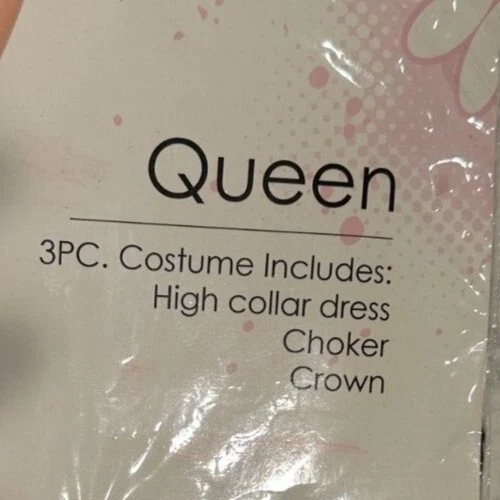 Queen
3PC. Costume Includes:
High collar dress
Choker
Crown